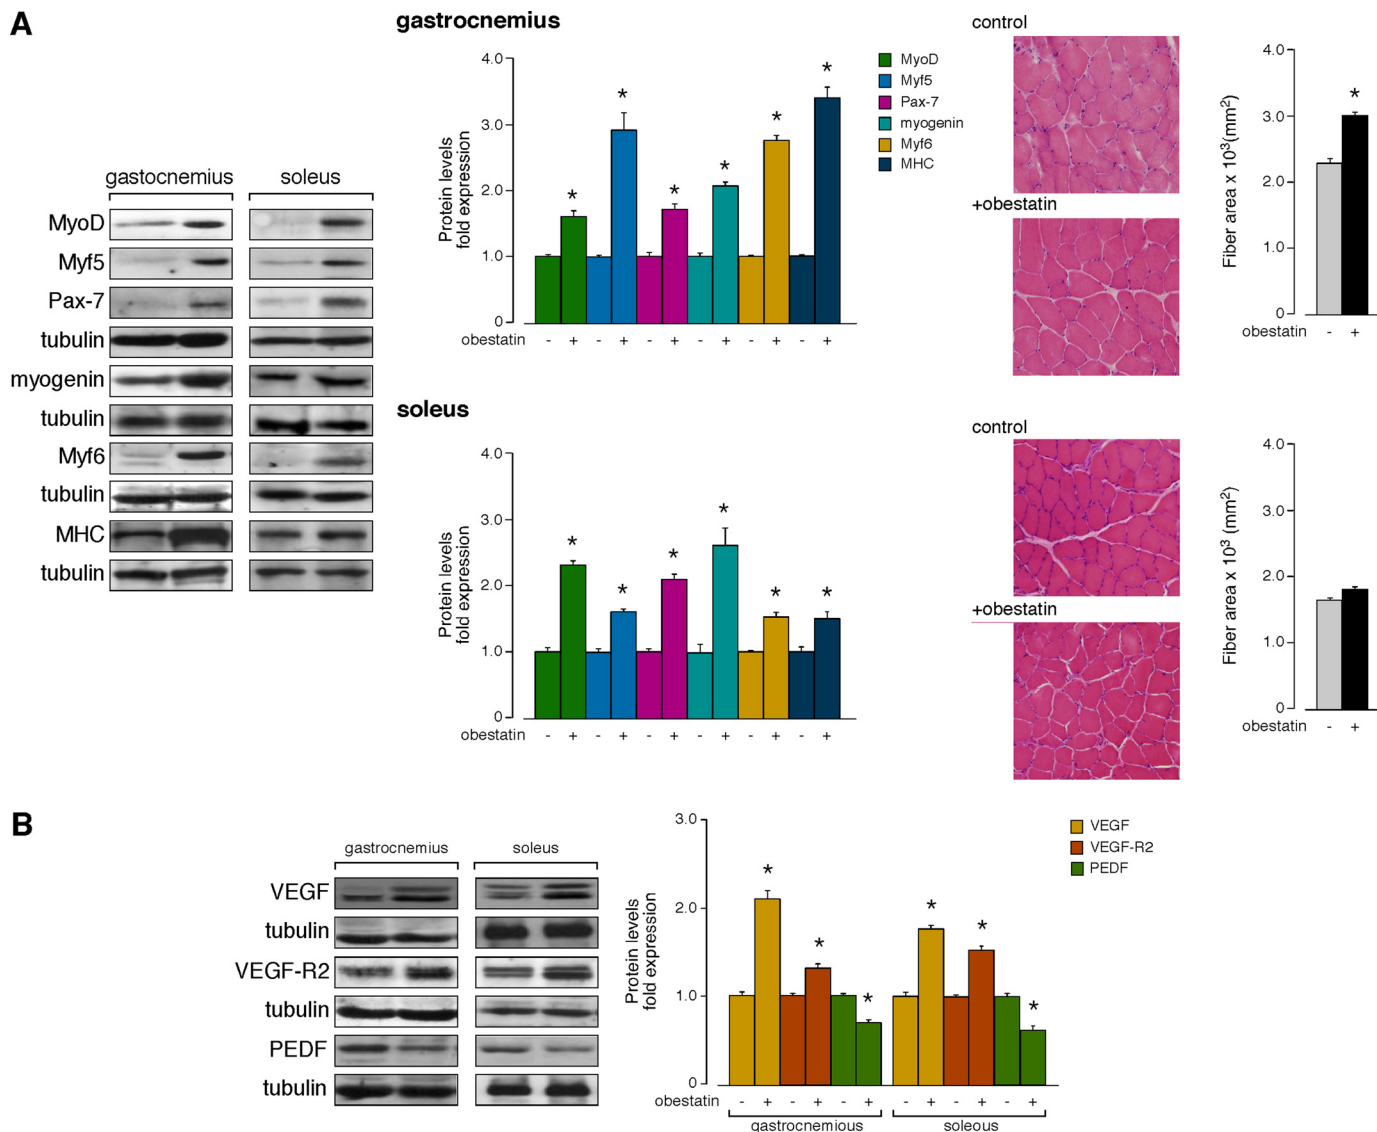 A
gastrocnemius
control
4.0
3.0
2.0
1.0
0
Protein levels
fold expression
* * * * * *
obestatin - + - + - + - + - + - +
MyoD
Myf5
Pax-7
myogenin
Myf6
MHC
+obestatin
4.0
3.0
2.0
1.0
0
Fiber area x 10³(mm²)
*
obestatin - +
gastocnemius soleus
MyoD
Myf5
Pax-7
tubulin
myogenin
tubulin
Myf6
tubulin
MHC
tubulin
soleus
4.0
3.0
2.0
1.0
0
Protein levels
fold expression
* * * * * *
obestatin - + - + - + - + - + - +
control
+obestatin
4.0
3.0
2.0
1.0
0
Fiber area x 10³ (mm²)
obestatin - +
B
gastrocnemius soleus
VEGF
tubulin
VEGF-R2
tubulin
PEDF
tubulin
3.0
2.0
1.0
0
Protein levels
fold expression
* * * * * *
VEGF
VEGF-R2
PEDF
obestatin - + - + - + - + - + - +
gastrocnemious soleous